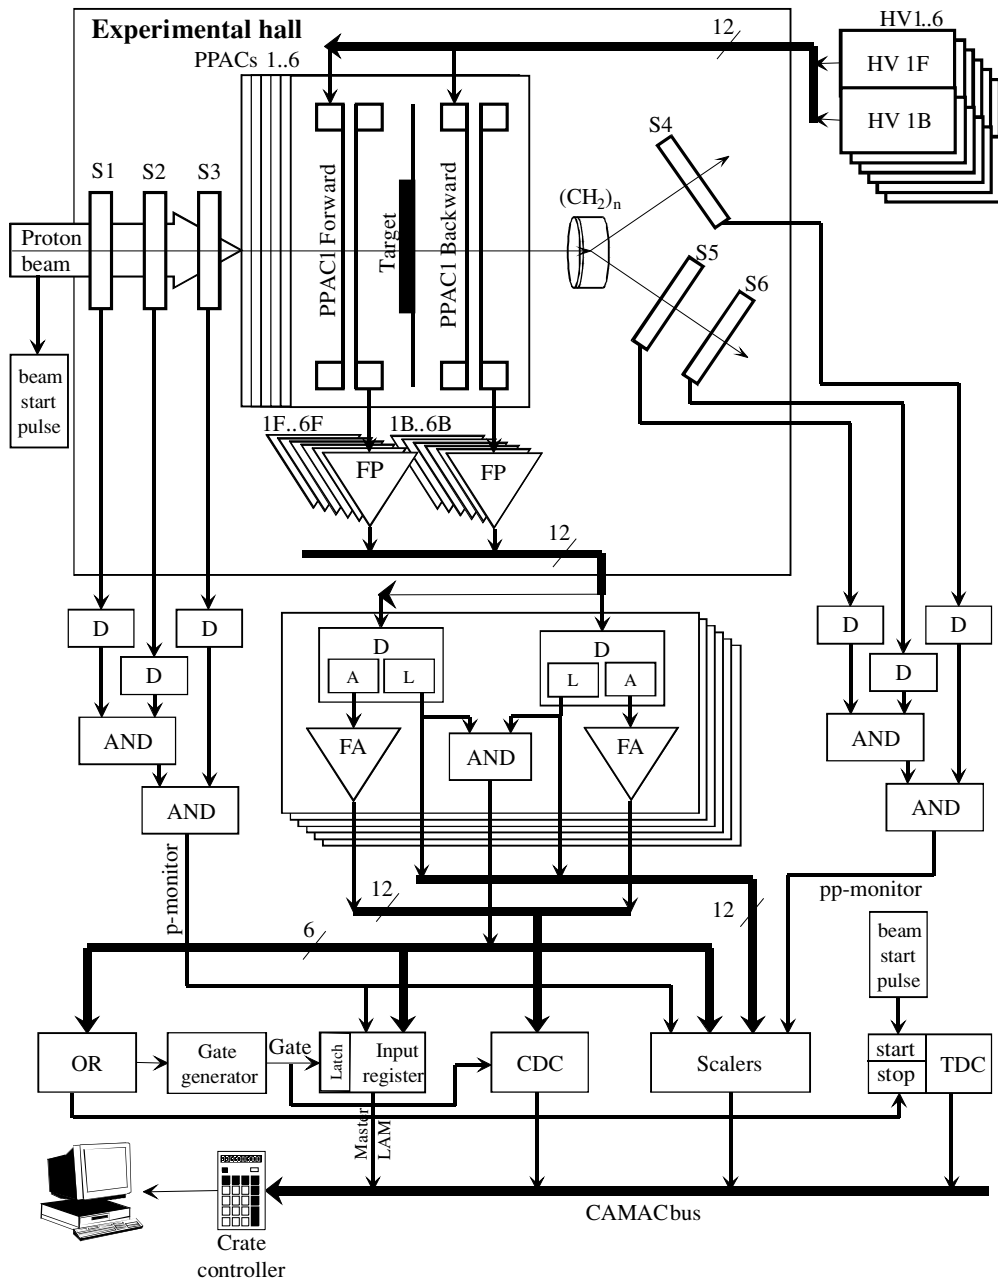 Experimental hall
12
HV1..6
PPACs 1..6
HV 1F
HV 1B
S4
S1
S2
S3
(CH2)n
PPAC1 Forward
Target
PPAC1 Backward
Proton
beam
S5
S6
beam
start
pulse
1F..6F
1B..6B
FP
FP
12
D
D
D
D
D
A
L
L
A
D
D
D
AND
FA
AND
FA
AND
AND
AND
p-monitor
12
12
pp-monitor
6
beam
start
pulse
OR
Gate
generator
Gate
Latch
Input
register
CDC
Scalers
start
stop
TDC
Master
LAM
CAMACbus
Crate
controller